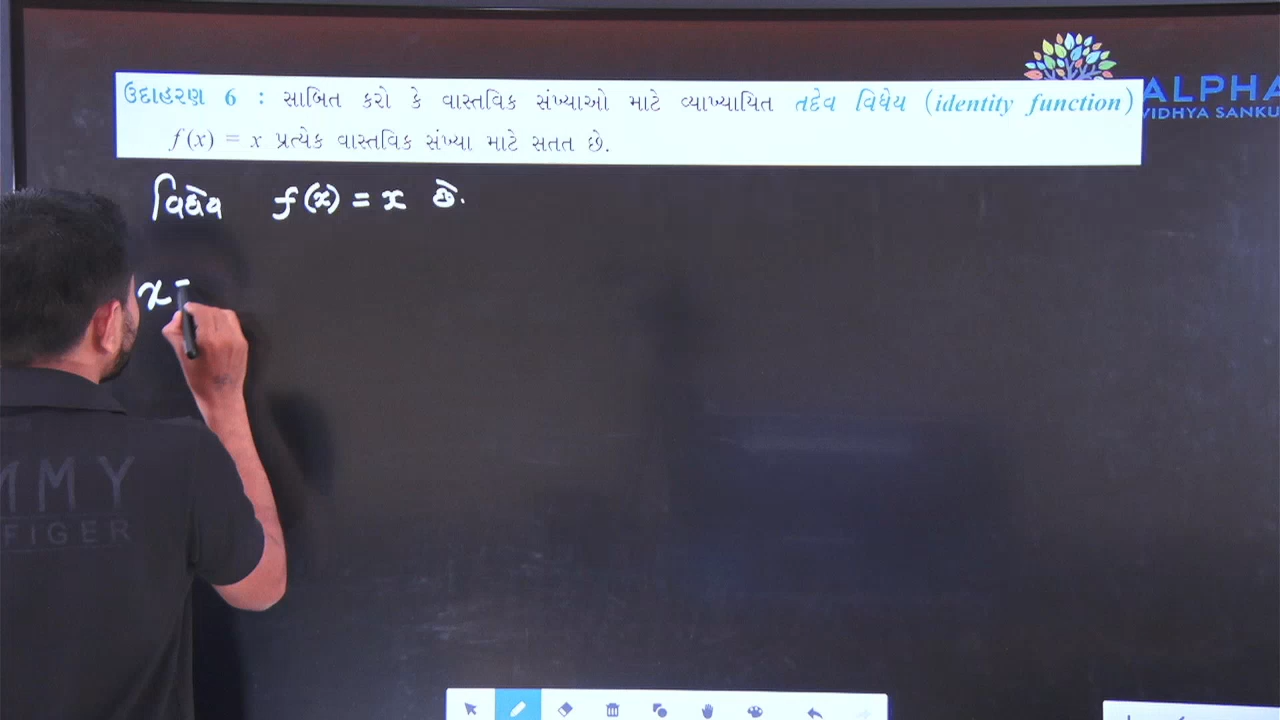 ALPHA
VIDHYA SANKU
ઉદાહરણ 6 : સાબિત કરો કે વાસ્તવિક સંખ્યાઓ માટે વ્યાખ્યાયિત તદેવ વિધેય (identity function)
f(x) = x પ્રત્યેક વાસ્તવિક સંખ્યા માટે સતત છે.
વિધેય f(x) = x છે.
x =
MMY
FIGER